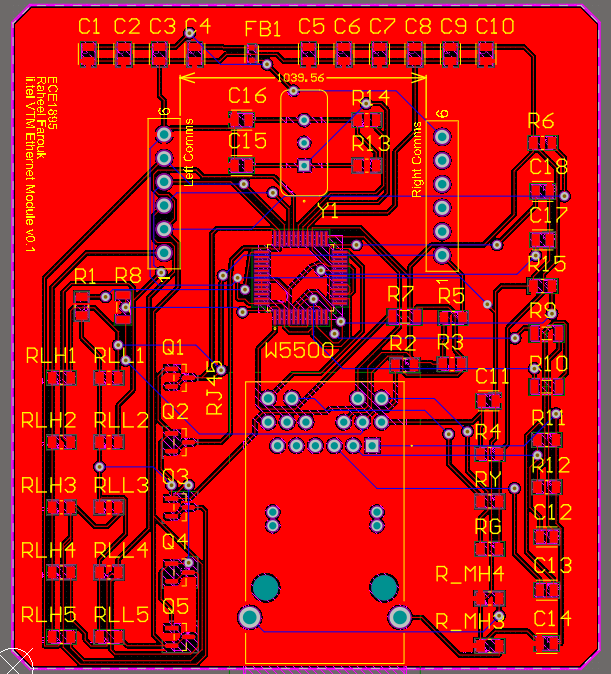 C1 C2 C3 C4 FB1 C5 C6 C7 C8 C9 C10
1039.56
ECE1895
Raheel Farouk
iitel VTM Ethernet Module v0.1
6
Left Comms
1
C16
C15
R14
R13
Y1
6
Right Comms
1
R6
C18
C17
R15
R9
R10
R11
R12
C12
C13
C14
R1 R8
R7 R5
R2 R3
W5500
RJ45
C11
R4
RY
RG
R_MH4
R_MH3
RLH1
Q1
RLH2 RLL2
Q2
RLH3 RLL3
Q3
RLH4 RLL4
Q4
RLH5 RLL5
Q5